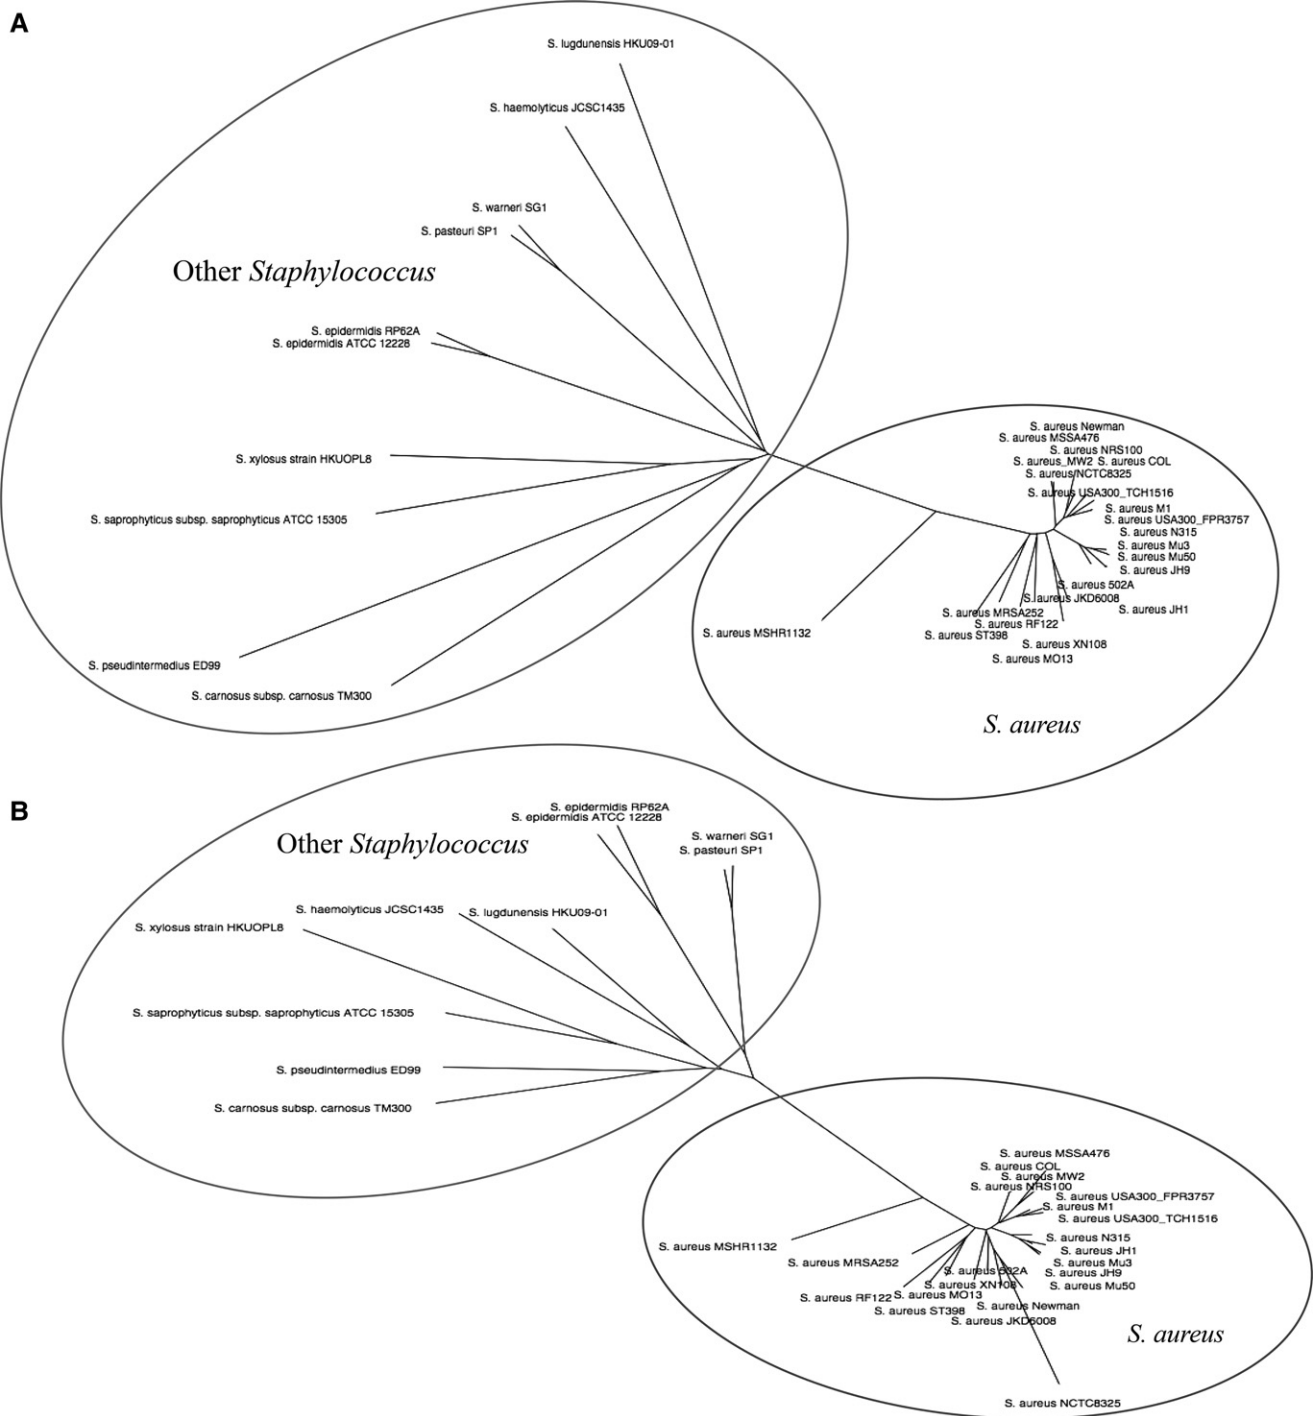 A
S. lugdunensis HKU09-01
S. haemolyticus JCSC1435
S. warneri SG1
S. pasteuri SP1
Other Staphylococcus
S. epidermidis RP62A
S. epidermidis ATCC 12228
S. xylosus strain HKUOPL8
S. saprophyticus subsp. saprophyticus ATCC 15305
S. pseudintermedius ED99
S. carnosus subsp. carnosus TM300
S. aureus Newman
S. aureus MSSA476
S. aureus NRS100
S. aureus_MW2 S. aureus COL
S. aureus NCTC8325
S. aureus USA300_TCH1516
S. aureus M1
S. aureus USA300_FPR3757
S. aureus N315
S. aureus Mu3
S. aureus Mu50
S. aureus JH9
S. aureus 502A
S. aureus JKD6008
S. aureus JH1
S. aureus MRSA252
S. aureus RF122
S. aureus MSHR1132
S. aureus ST398
S. aureus XN108
S. aureus MO13
S. aureus
B
S. epidermidis RP62A
S. epidermidis ATCC 12228
Other Staphylococcus
S. warneri SG1
S. pasteuri SP1
S. haemolyticus JCSC1435
S. lugdunensis HKU09-01
S. xylosus strain HKUOPL8
S. saprophyticus subsp. saprophyticus ATCC 15305
S. pseudintermedius ED99
S. carnosus subsp. carnosus TM300
S. aureus MSSA476
S. aureus COL
S. aureus MW2
S. aureus NRS100
S. aureus USA300_FPR3757
S. aureus M1
S. aureus USA300_TCH1516
S. aureus N315
S. aureus MSHR1132
S. aureus JH1
S. aureus MRSA252
S. aureus Mu3
S. aureus 502A
S. aureus JH9
S. aureus XN108
S. aureus Mu50
S. aureus RF122
S. aureus MO13
S. aureus ST398
S. aureus Newman
S. aureus JKD6008
S. aureus
S. aureus NCTC8325